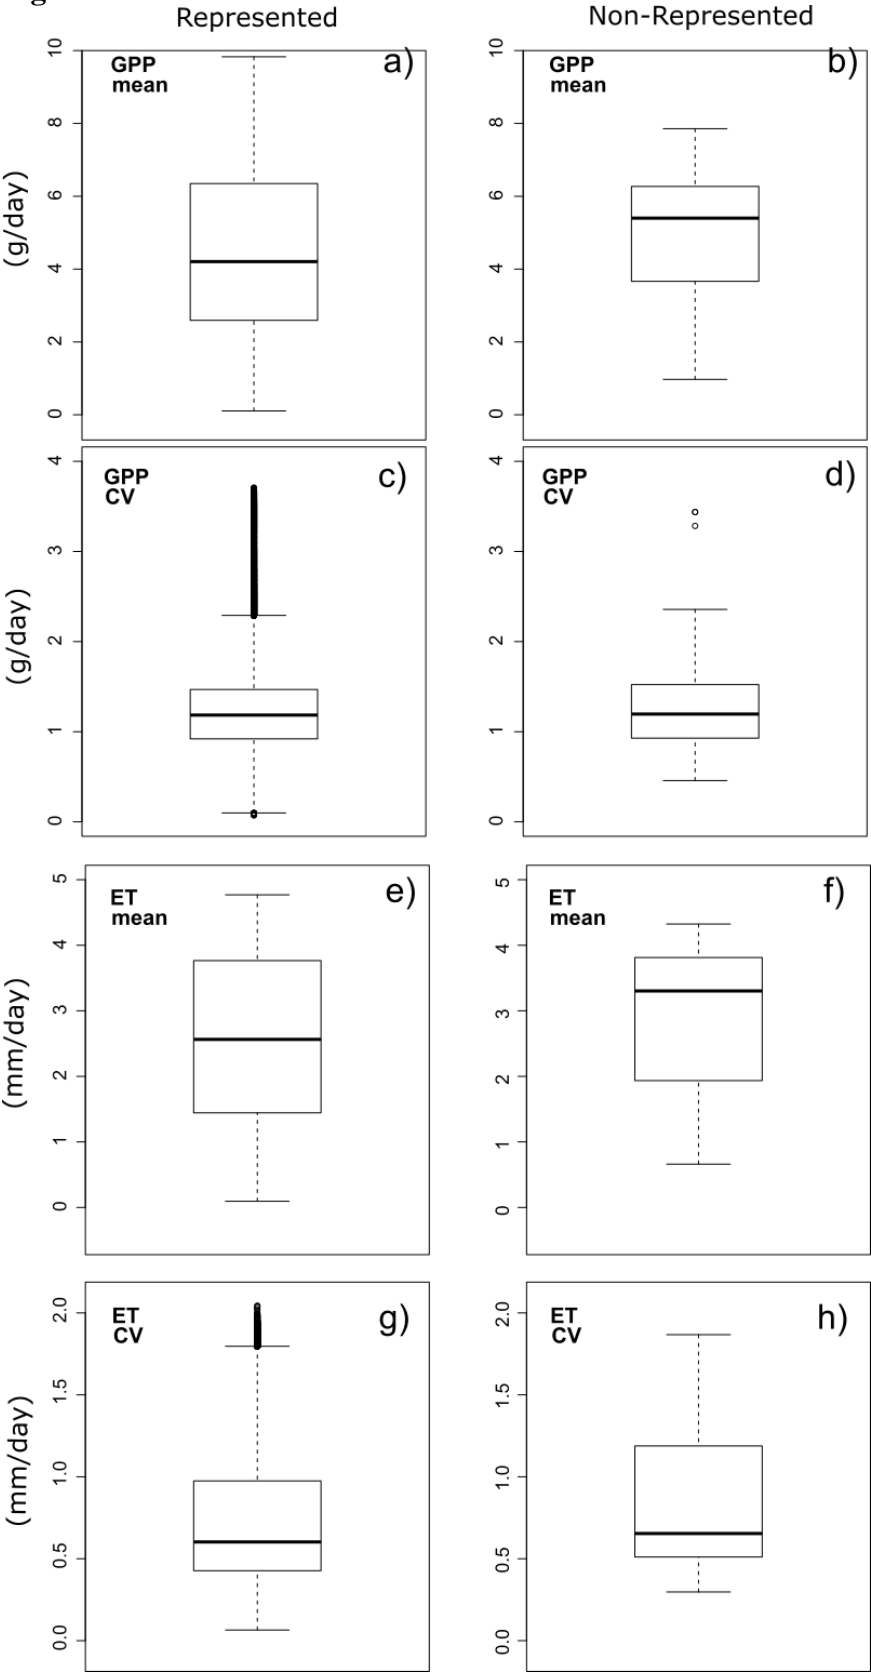 Represented
Non-Represented
GPP
mean
a)
(g/day)
10
8
6
4
2
0
GPP
mean
b)
10
8
6
4
2
0
GPP
CV
c)
(g/day)
4
3
2
1
0
GPP
CV
d)
4
3
2
1
0
ET
mean
e)
(mm/day)
5
4
3
2
1
0
ET
mean
f)
5
4
3
2
1
0
ET
CV
g)
(mm/day)
2.0
1.5
1.0
0.5
0.0
ET
CV
h)
2.0
1.5
1.0
0.5
0.0